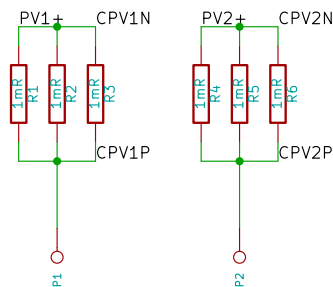 PV1+ CPV1N PV2+ CPV2N
1mR R1 1mR R2 1mR R3 1mR R4 1mR R5 1mR R6
CPV1P CPV2P
P1 P2